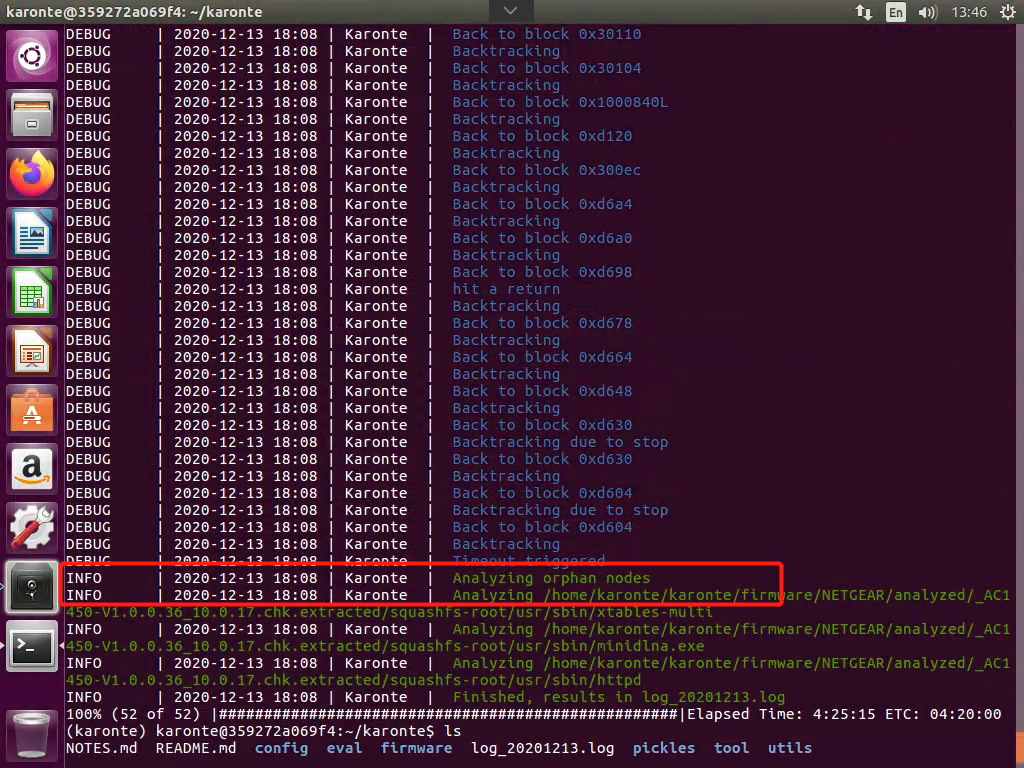 karonte@359272a069f4: ~/karonte
En
13:46
DEBUG | 2020-12-13 18:08 | Karonte | Back to block 0x30110
DEBUG | 2020-12-13 18:08 | Karonte | Backtracking
DEBUG | 2020-12-13 18:08 | Karonte | Back to block 0x30104
DEBUG | 2020-12-13 18:08 | Karonte | Backtracking
DEBUG | 2020-12-13 18:08 | Karonte | Back to block 0x1000840L
DEBUG | 2020-12-13 18:08 | Karonte | Backtracking
DEBUG | 2020-12-13 18:08 | Karonte | Back to block 0xd120
DEBUG | 2020-12-13 18:08 | Karonte | Backtracking
DEBUG | 2020-12-13 18:08 | Karonte | Back to block 0x300ec
DEBUG | 2020-12-13 18:08 | Karonte | Backtracking
DEBUG | 2020-12-13 18:08 | Karonte | Back to block 0xd6a4
DEBUG | 2020-12-13 18:08 | Karonte | Backtracking
DEBUG | 2020-12-13 18:08 | Karonte | Back to block 0xd6a0
DEBUG | 2020-12-13 18:08 | Karonte | Backtracking
DEBUG | 2020-12-13 18:08 | Karonte | Back to block 0xd698
DEBUG | 2020-12-13 18:08 | Karonte | hit a return
DEBUG | 2020-12-13 18:08 | Karonte | Backtracking
DEBUG | 2020-12-13 18:08 | Karonte | Back to block 0xd678
DEBUG | 2020-12-13 18:08 | Karonte | Backtracking
DEBUG | 2020-12-13 18:08 | Karonte | Back to block 0xd664
DEBUG | 2020-12-13 18:08 | Karonte | Backtracking
DEBUG | 2020-12-13 18:08 | Karonte | Back to block 0xd648
DEBUG | 2020-12-13 18:08 | Karonte | Backtracking
DEBUG | 2020-12-13 18:08 | Karonte | Back to block 0xd630
DEBUG | 2020-12-13 18:08 | Karonte | Backtracking due to stop
DEBUG | 2020-12-13 18:08 | Karonte | Back to block 0xd630
DEBUG | 2020-12-13 18:08 | Karonte | Backtracking
DEBUG | 2020-12-13 18:08 | Karonte | Back to block 0xd604
DEBUG | 2020-12-13 18:08 | Karonte | Backtracking due to stop
DEBUG | 2020-12-13 18:08 | Karonte | Back to block 0xd604
DEBUG | 2020-12-13 18:08 | Karonte | Backtracking
DEBUG | 2020-12-13 18:08 | Karonte | Timeout triggered
INFO | 2020-12-13 18:08 | Karonte | Analyzing orphan nodes
INFO | 2020-12-13 18:08 | Karonte | Analyzing /home/karonte/karonte/firmware/NETGEAR/analyzed/_AC1
450-V1.0.0.36_10.0.17.chk.extracted/squashfs-root/usr/sbin/xtables-multi
INFO | 2020-12-13 18:08 | Karonte | Analyzing /home/karonte/karonte/firmware/NETGEAR/analyzed/_AC1
450-V1.0.0.36_10.0.17.chk.extracted/squashfs-root/usr/sbin/minidlna.exe
INFO | 2020-12-13 18:08 | Karonte | Analyzing /home/karonte/karonte/firmware/NETGEAR/analyzed/_AC1
450-V1.0.0.36_10.0.17.chk.extracted/squashfs-root/usr/sbin/httpd
INFO | 2020-12-13 18:08 | Karonte | Finished, results in log_20201213.log
100% (52 of 52) |###################################################|Elapsed Time: 4:25:15 ETC: 04:20:00
(karonte) karonte@359272a069f4:~/karonte$ ls
NOTES.md README.md config eval firmware log_20201213.log pickles tool utils